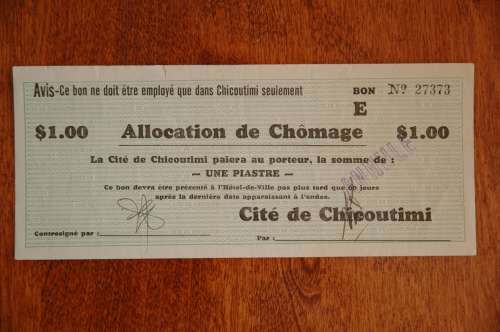 Avis-Ce bon ne doit être employé que dans Chicoutimi seulement
BON Nº 27373
E
$1.00 Allocation de Chômage $1.00
La Cité de Chicoutimi paiera au porteur, la somme de :
— UNE PIASTRE —
Ce bon devra être présenté à l'Hôtel-de-Ville pas plus tard que 60 jours
après la dernière date apparaissant à l'endos.
Cité de Chicoutimi
Contresigné par :
Par :